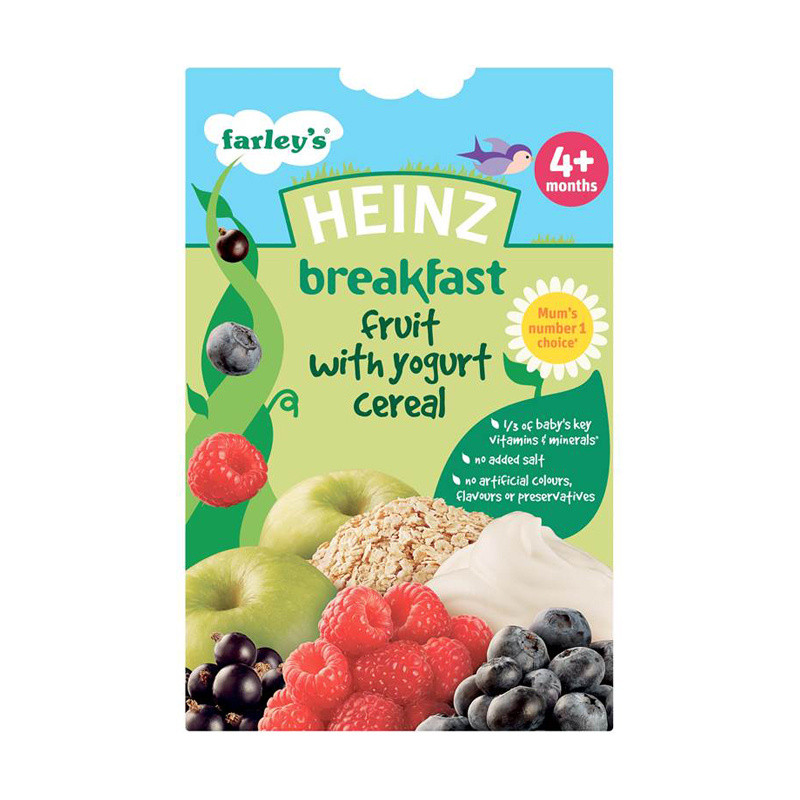 farley's®
4+
months
HEINZ
breakfast
fruit
with yogurt
cereal
Mum's
number 1
choice*
1/3 of baby's key
vitamins & minerals*
no added salt
no artificial colours,
flavours or preservatives